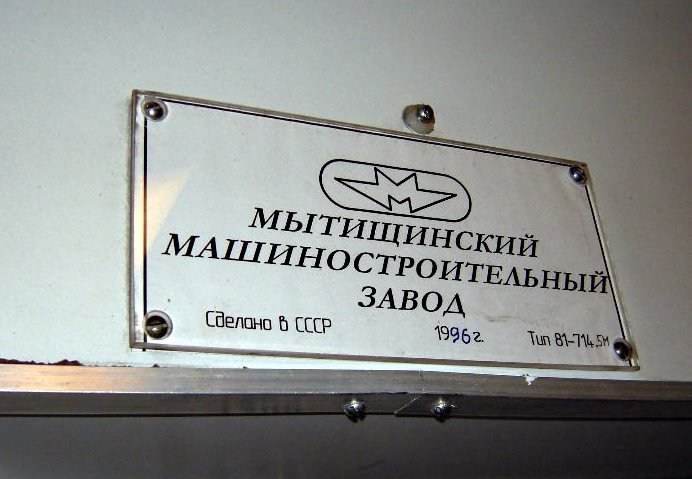 МЫТИЩИНСКИЙ
МАШИНОСТРОИТЕЛЬНЫЙ
ЗАВОД
Сделано в СССР 1996г. Тип 81-714.5М